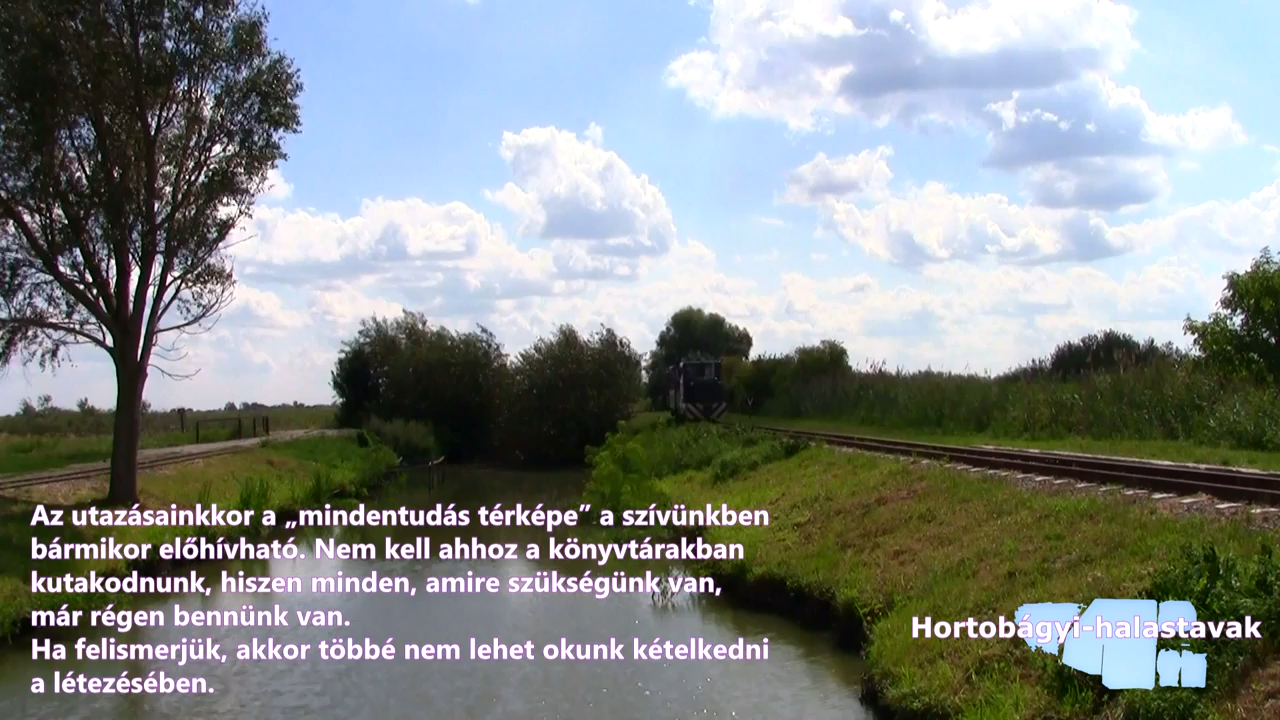 Az utazásainkkor a „mindentudás térképe” a szívünkben
bármikor előhívható. Nem kell ahhoz a könyvtárakban
kutakodnunk, hiszen minden, amire szükségünk van,
már régen bennünk van.
Ha felismerjük, akkor többé nem lehet okunk kételkedni
a létezésében.
Hortobágyi-halastavak